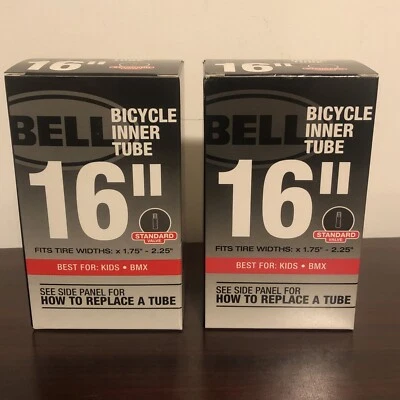 16"
BELL
BICYCLE
INNER
TUBE
16"
STANDARD
VALVE
FITS TIRE WIDTHS: x 1.75" - 2.25"
BEST FOR: KIDS • BMX
SEE SIDE PANEL FOR
HOW TO REPLACE A TUBE
16"
BELL
BICYCLE
INNER
TUBE
16"
STANDARD
VALVE
FITS TIRE WIDTHS: x 1.75" - 2.25"
BEST FOR: KIDS • BMX
SEE SIDE PANEL FOR
HOW TO REPLACE A TUBE